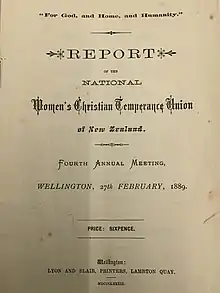 "For God, and Home, and Humanity."
REPORT
OF THE
NATIONAL
Women's Christian Temperance Union
of New Zealand.
FOURTH ANNUAL MEETING,
WELLINGTON, 27th FEBRUARY, 1889.
PRICE: SIXPENCE.
Wellington:
LYON AND BLAIR, PRINTERS, LAMBTON QUAY.
MDCCCLXXXIX.